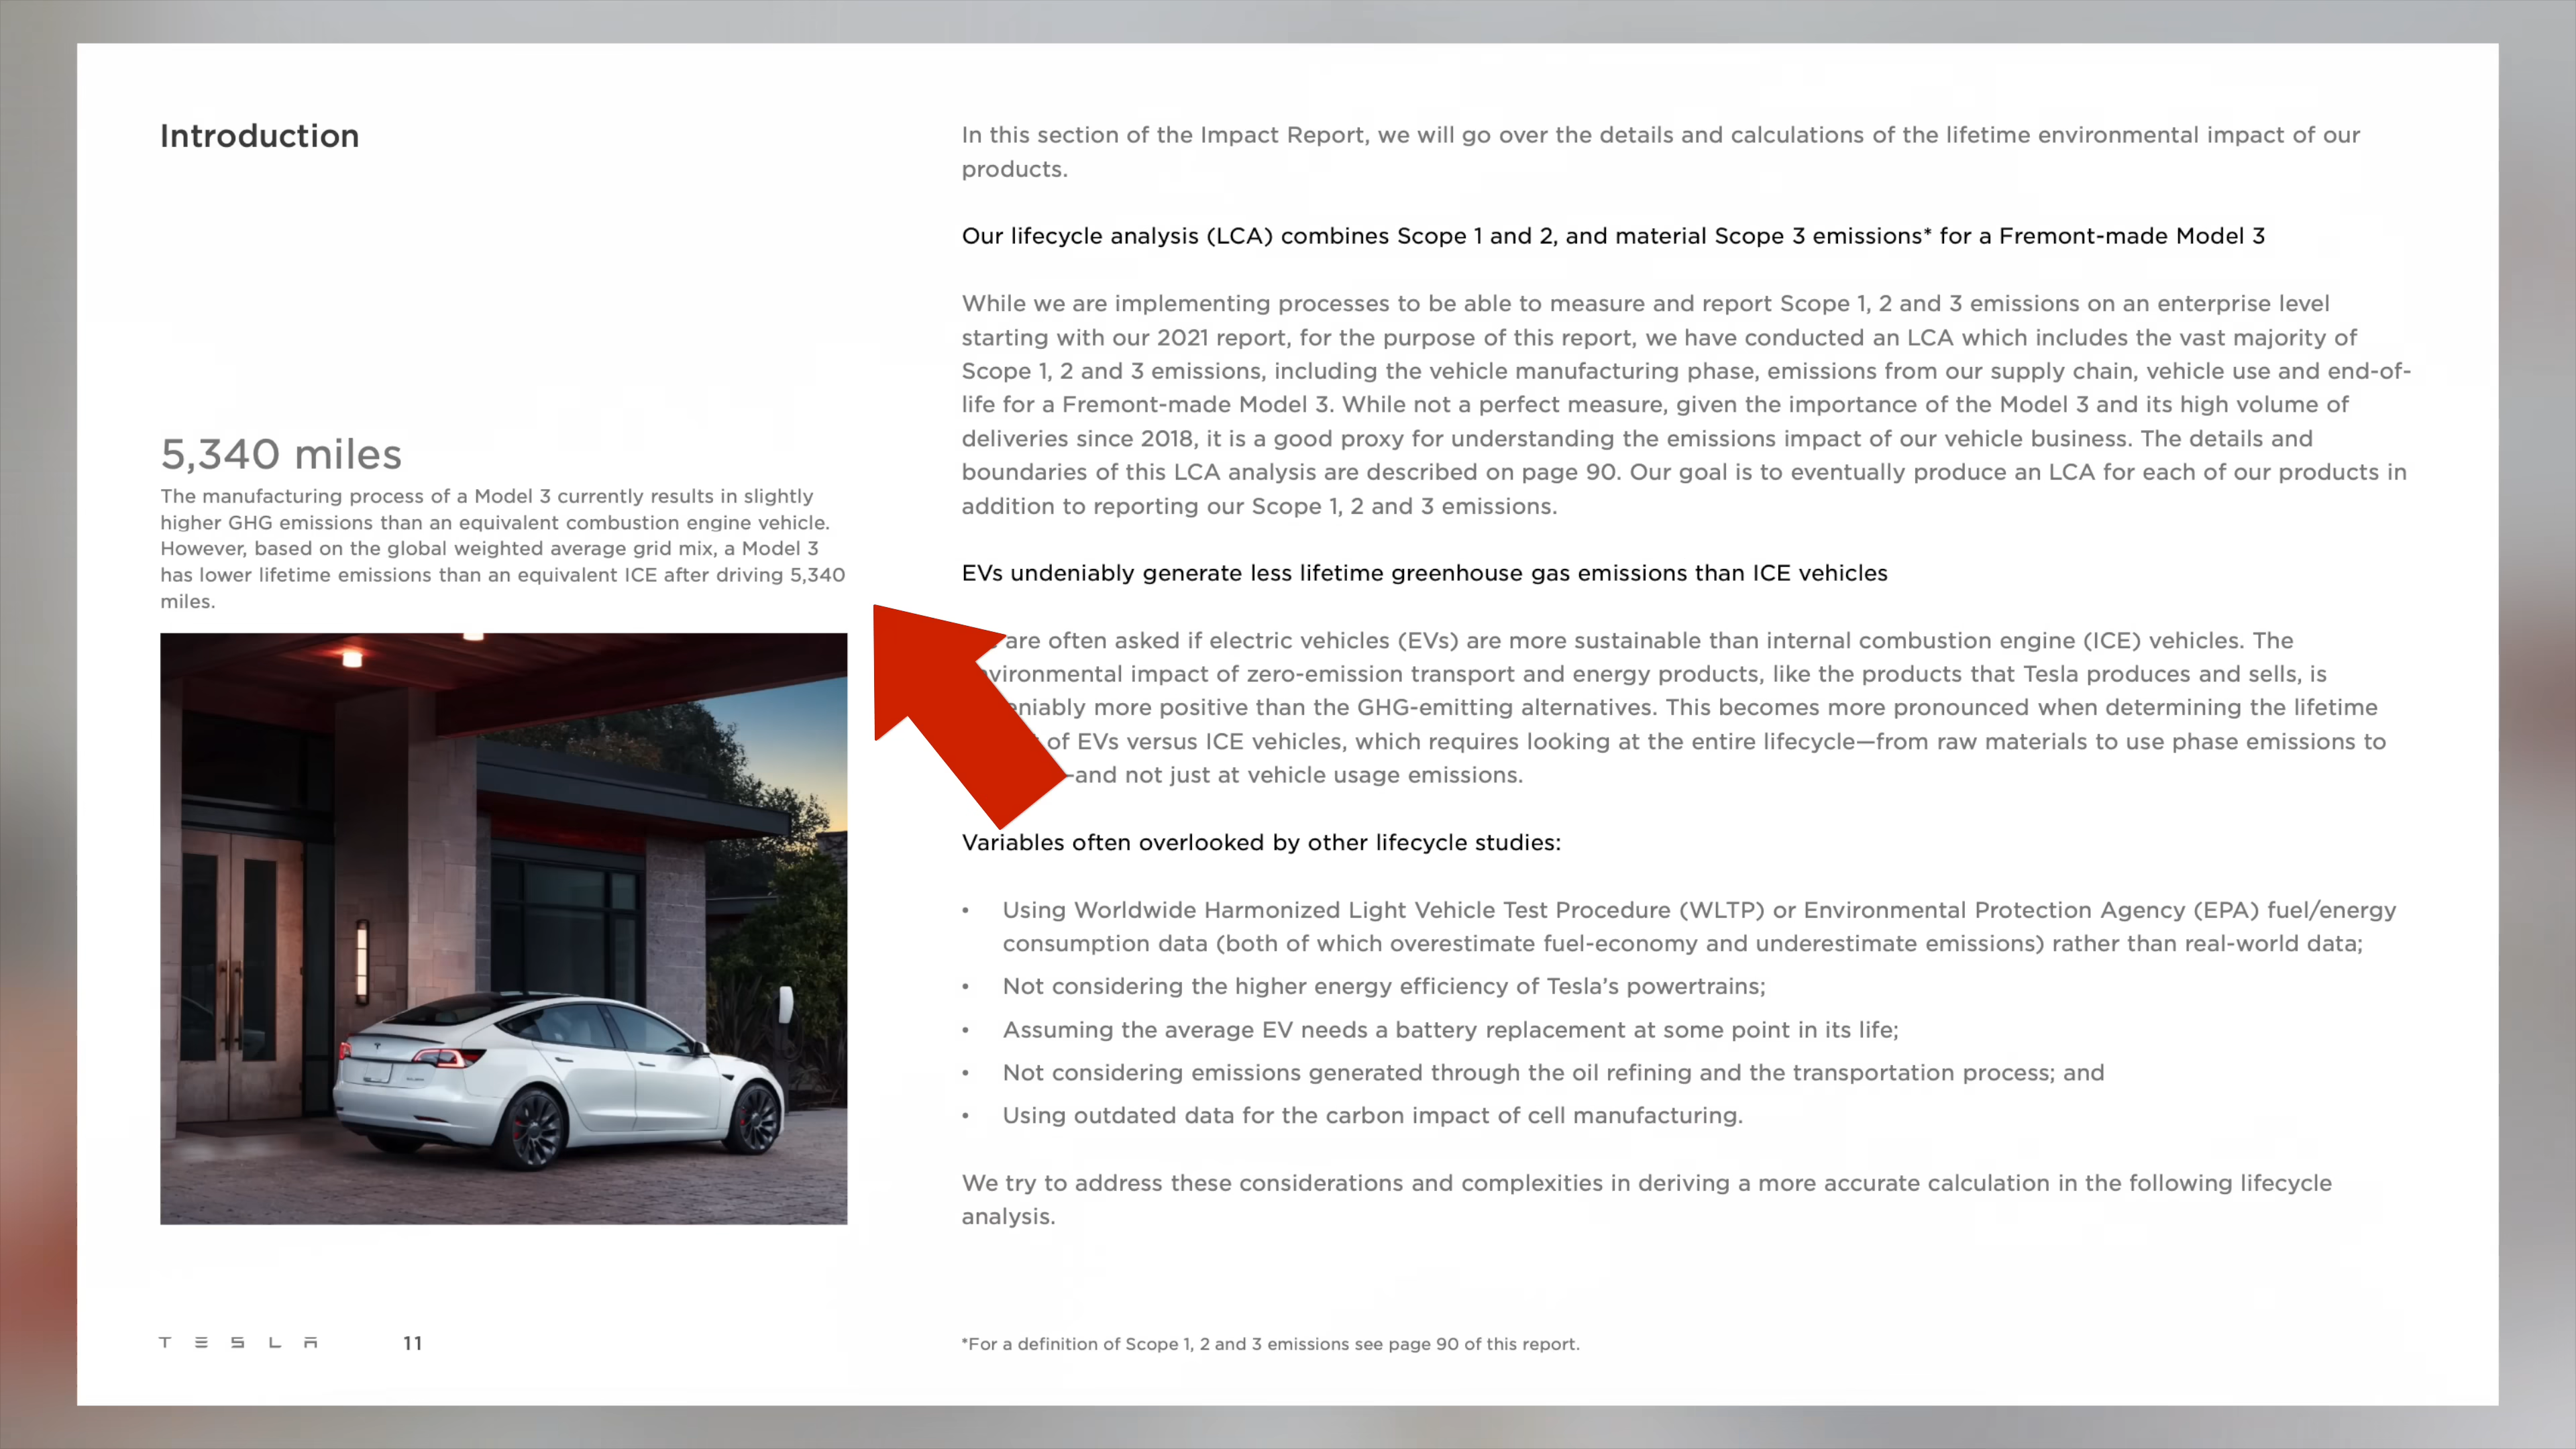 Introduction
5,340 miles
The manufacturing process of a Model 3 currently results in slightly
higher GHG emissions than an equivalent combustion engine vehicle.
However, based on the global weighted average grid mix, a Model 3
has lower lifetime emissions than an equivalent ICE after driving 5,340
miles.
In this section of the Impact Report, we will go over the details and calculations of the lifetime environmental impact of our
products.
Our lifecycle analysis (LCA) combines Scope 1 and 2, and material Scope 3 emissions* for a Fremont-made Model 3
While we are implementing processes to be able to measure and report Scope 1, 2 and 3 emissions on an enterprise level
starting with our 2021 report, for the purpose of this report, we have conducted an LCA which includes the vast majority of
Scope 1, 2 and 3 emissions, including the vehicle manufacturing phase, emissions from our supply chain, vehicle use and end-of-
life for a Fremont-made Model 3. While not a perfect measure, given the importance of the Model 3 and its high volume of
deliveries since 2018, it is a good proxy for understanding the emissions impact of our vehicle business. The details and
boundaries of this LCA analysis are described on page 90. Our goal is to eventually produce an LCA for each of our products in
addition to reporting our Scope 1, 2 and 3 emissions.
EVs undeniably generate less lifetime greenhouse gas emissions than ICE vehicles
are often asked if electric vehicles (EVs) are more sustainable than internal combustion engine (ICE) vehicles. The
impact of zero-emission transport and energy products, like the products that Tesla produces and sells, is
more positive than the GHG-emitting alternatives. This becomes more pronounced when determining the lifetime
of EVs versus ICE vehicles, which requires looking at the entire lifecycle—from raw materials to use phase emissions to
—and not just at vehicle usage emissions.
Variables often overlooked by other lifecycle studies:
• Using Worldwide Harmonized Light Vehicle Test Procedure (WLTP) or Environmental Protection Agency (EPA) fuel/energy
consumption data (both of which overestimate fuel-economy and underestimate emissions) rather than real-world data;
• Not considering the higher energy efficiency of Tesla's powertrains;
• Assuming the average EV needs a battery replacement at some point in its life;
• Not considering emissions generated through the oil refining and the transportation process; and
• Using outdated data for the carbon impact of cell manufacturing.
We try to address these considerations and complexities in deriving a more accurate calculation in the following lifecycle
analysis.
TESLA 11
*For a definition of Scope 1, 2 and 3 emissions see page 90 of this report.